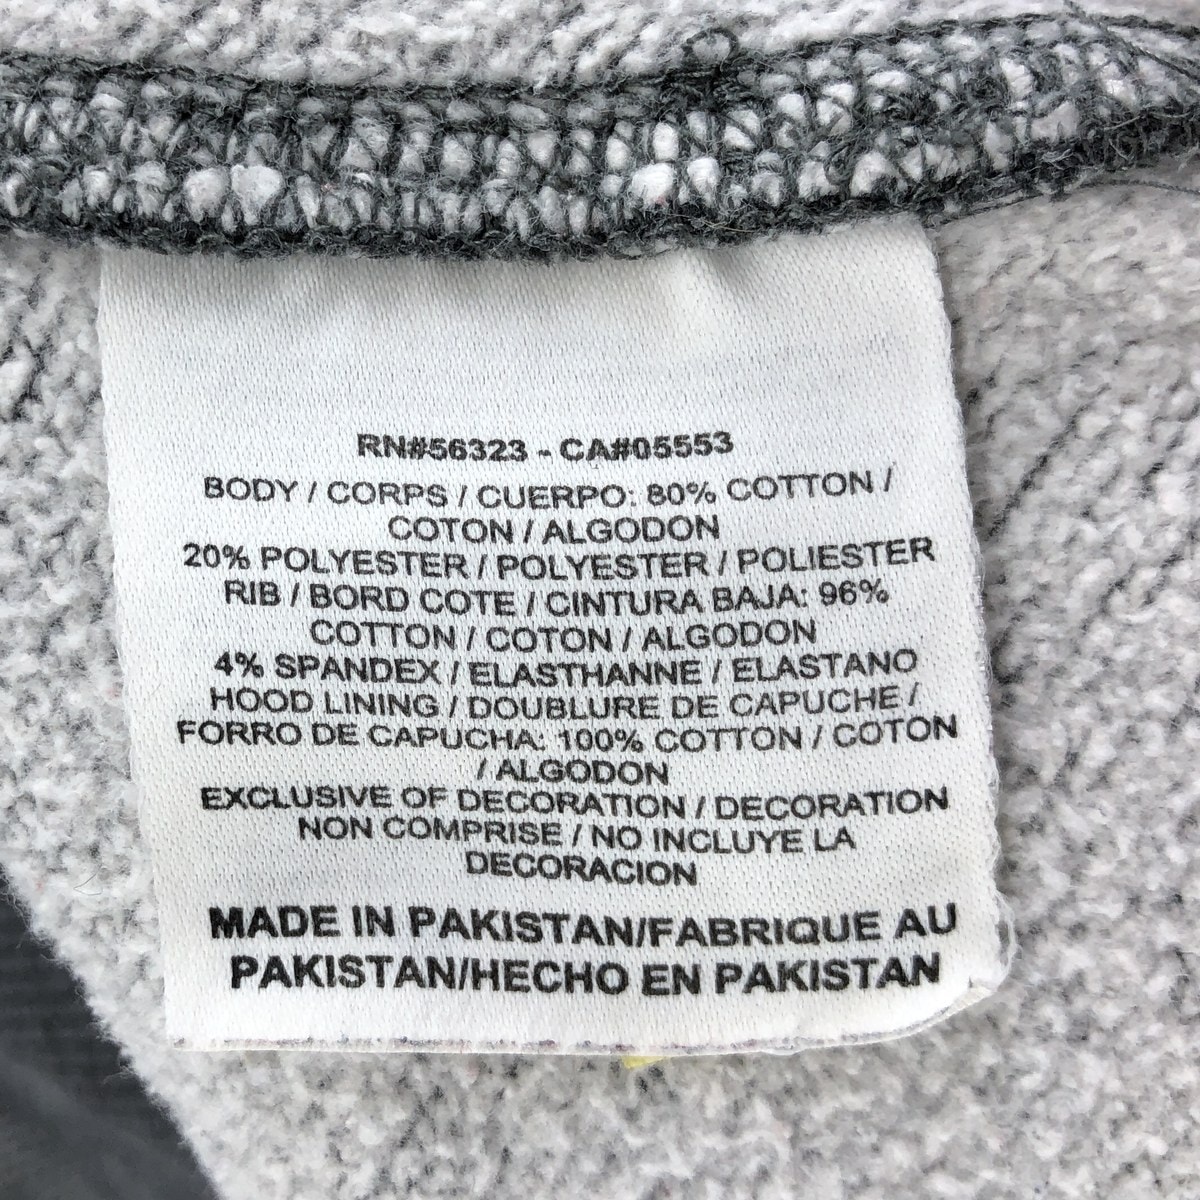 RN#56323 - CA#05553
BODY / CORPS / CUERPO: 80% COTTON /
COTON / ALGODON
20% POLYESTER / POLYESTER / POLIESTER
RIB / BORD COTE / CINTURA BAJA: 96%
COTTON / COTON / ALGODON
4% SPANDEX / ELASTHANNE / ELASTANO
HOOD LINING / DOUBLURE DE CAPUCHE /
FORRO DE CAPUCHA: 100% COTTON / COTON
/ ALGODON
EXCLUSIVE OF DECORATION / DECORATION
NON COMPRISE / NO INCLUYE LA
DECORACION
MADE IN PAKISTAN/FABRIQUE AU
PAKISTAN/HECHO EN PAKISTAN